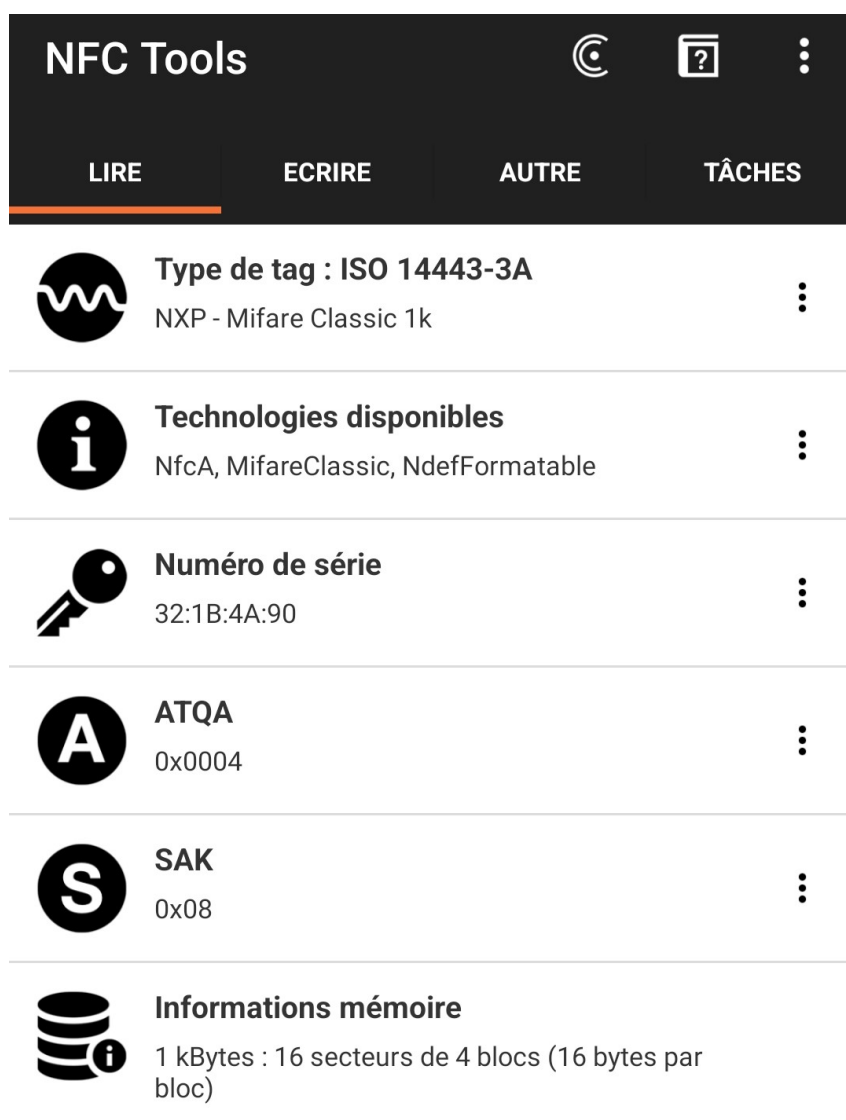 NFC Tools
LIRE
ECRIRE
AUTRE
TÂCHES
Type de tag : ISO 14443-3A
NXP - Mifare Classic 1k
Technologies disponibles
NfcA, MifareClassic, NdefFormatable
Numéro de série
32:1B:4A:90
A
ATQA
0x0004
S
SAK
0x08
Informations mémoire
1 kBytes : 16 secteurs de 4 blocs (16 bytes par
bloc)